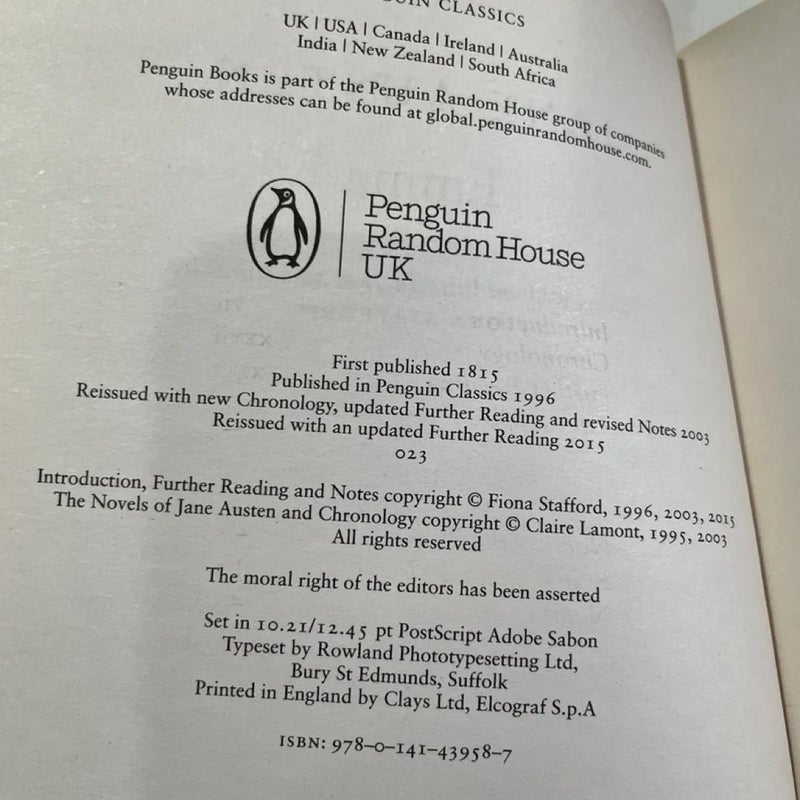 CLASSICS
UK | USA | Canada | Ireland | Australia
India | New Zealand | South Africa
Penguin Books is part of the Penguin Random House group of companies
whose addresses can be found at global.penguinrandomhouse.com.
Penguin
Random House
UK
First published 1815
Published in Penguin Classics 1996
Reissued with new Chronology, updated Further Reading and revised Notes 2003
Reissued with an updated Further Reading 2015
023
Introduction, Further Reading and Notes copyright © Fiona Stafford, 1996, 2003, 2015
The Novels of Jane Austen and Chronology copyright © Claire Lamont, 1995, 2003
All rights reserved
The moral right of the editors has been asserted
Set in 10.21/12.45 pt PostScript Adobe Sabon
Typeset by Rowland Phototypesetting Ltd,
Bury St Edmunds, Suffolk
Printed in England by Clays Ltd, Elcograf S.p.A
ISBN: 978-0-141-43958-7